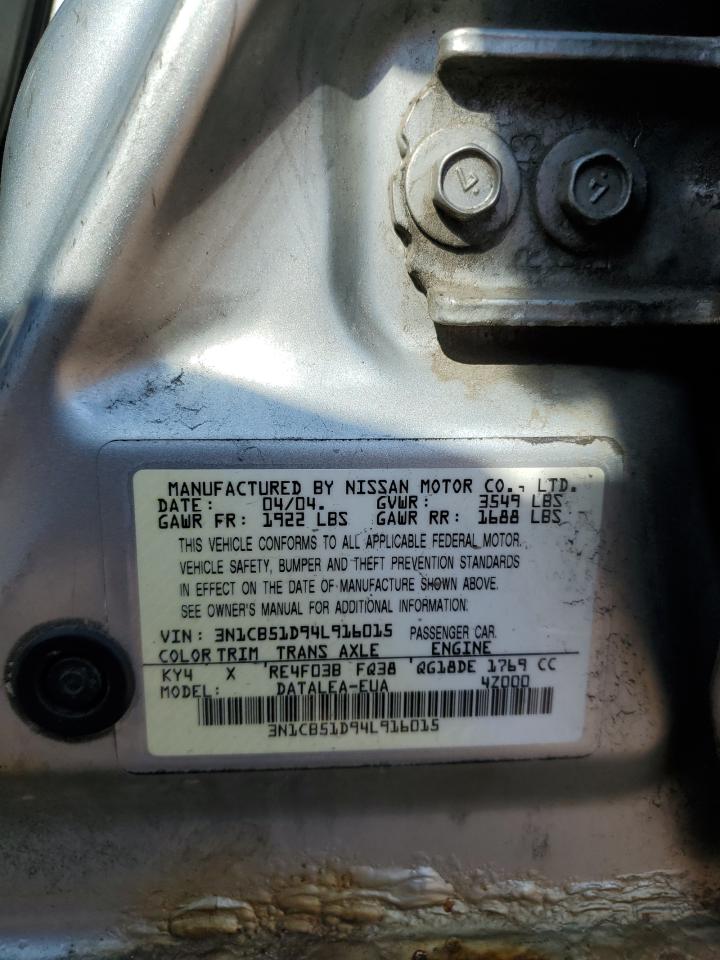 MANUFACTURED BY NISSAN MOTOR CO., LTD.
DATE: 04/04. GVWR: 3549 LBS
GAWR FR: 1922 LBS GAWR RR: 1688 LBS
THIS VEHICLE CONFORMS TO ALL APPLICABLE FEDERAL MOTOR
VEHICLE SAFETY, BUMPER AND THEFT PREVENTION STANDARDS
IN EFFECT ON THE DATE OF MANUFACTURE SHOWN ABOVE.
SEE OWNER'S MANUAL FOR ADDITIONAL INFORMATION:
VIN: 3N1CB51D94L916015 PASSENGER CAR
COLOR TRIM TRANS AXLE ENGINE
KY4 X RE4F03B FQ38 QG18DE 1769 CC
MODEL: DATALEA-EUA 4Z000
3N1CB51D94L916015